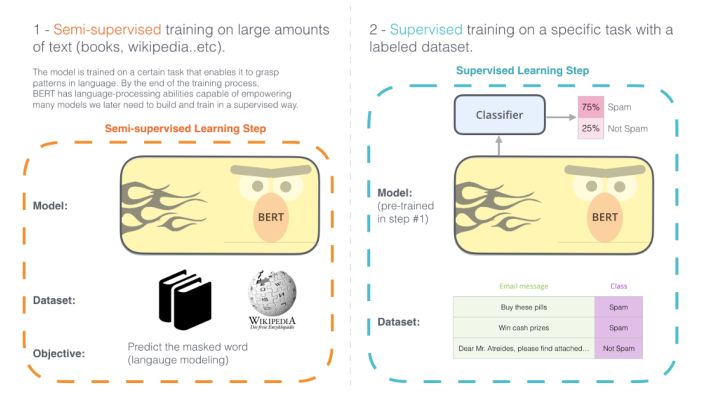 1 - Semi-supervised training on large amounts
of text (books, wikipedia..etc).
The model is trained on a certain task that enables it to grasp
patterns in language. By the end of the training process,
BERT has language-processing abilities capable of empowering
many models we later need to build and train in a supervised way.
Semi-supervised Learning Step
Model:
BERT
Dataset:
WIKIPEDIA
Die freie Enzyklopädie
Objective:
Predict the masked word
(langauge modeling)
2 - Supervised training on a specific task with a
labeled dataset.
Supervised Learning Step
Classifier
75% Spam
25% Not Spam
Model:
(pre-trained
in step #1)
BERT
Dataset:
Email message Class
Buy these pills Spam
Win cash prizes Spam
Dear Mr. Atreides, please find attached... Not Spam